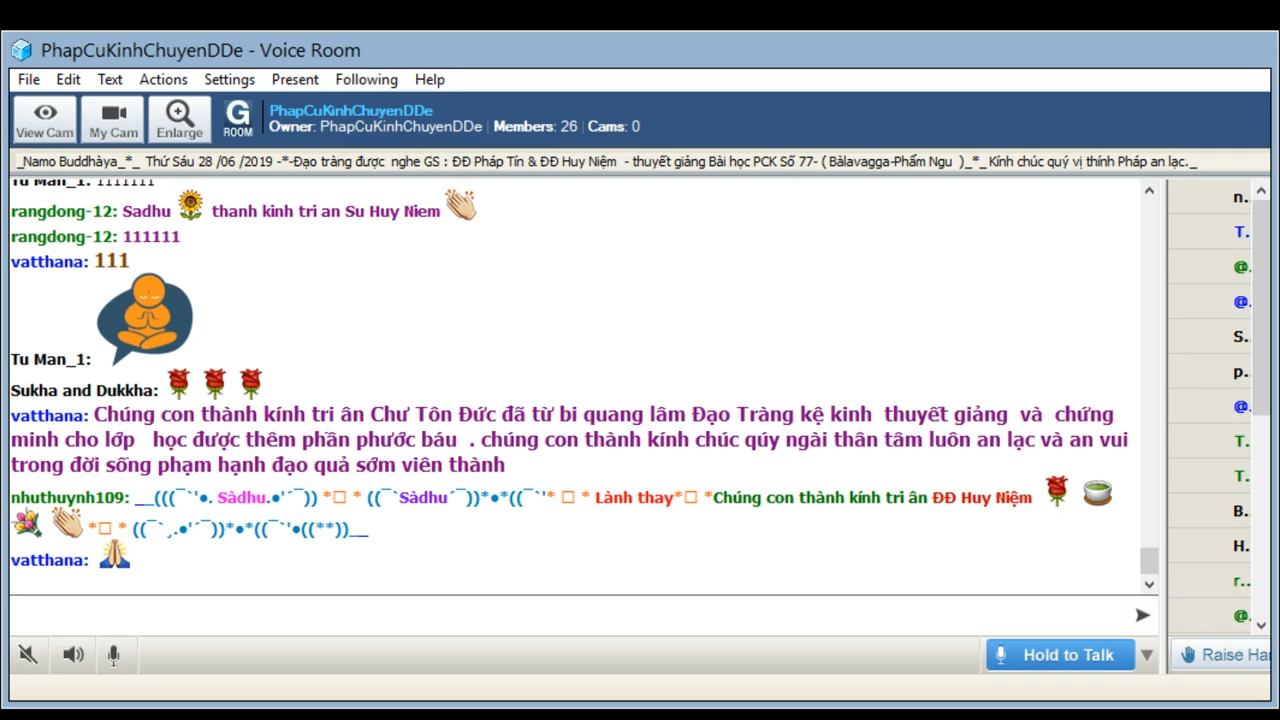 PhapCuKinhChuyenDDe - Voice Room
File Edit Text Actions Settings Present Following Help
View Cam My Cam Enlarge G ROOM
PhapCuKinhChuyenDDe
Owner: PhapCuKinhChuyenDDe | Members: 26 | Cams: 0
_Namo Buddhàya_*_ Thứ Sáu 28 /06 /2019 -*-Đạo tràng được nghe GS : ĐĐ Pháp Tín & ĐĐ Huy Niệm - thuyết giảng Bài học PCK Số 77- ( Bàlavagga-Phẩm Ngu )_*_Kính chúc quý vị thính Pháp an lạc._
Tu Man_1: 1111111
rangdong-12: Sadhu 🌻 thanh kinh tri an Su Huy Niem 👏
rangdong-12: 111111
vatthana: 111
Tu Man_1:
Sukha and Dukkha: 🌹 🌹 🌹
vatthana: Chúng con thành kính tri ân Chư Tôn Đức đã từ bi quang lâm Đạo Tràng kệ kinh thuyết giảng và chứng
minh cho lớp học được thêm phần phước báu . chúng con thành kính chúc qúy ngài thân tâm luôn an lạc và an vui
trong đời sống phạm hạnh đạo quả sớm viên thành
nhuthuynh109: __(((¯`'●. Sàdhu.●'´¯)) *□ * ((¯`Sàdhu´¯))*●*((¯`'* □ * Lành thay*□ *Chúng con thành kính tri ân ĐĐ Huy Niệm 🌹 🍵
💐 👏 *□ * ((¯`¸.●'´¯))*●*((¯`'●((**))__
vatthana: 🙏
Hold to Talk
Raise Han
n..
T.
@.
@.
S..
p..
@.
T.
T.
B..
H.
r..
@.